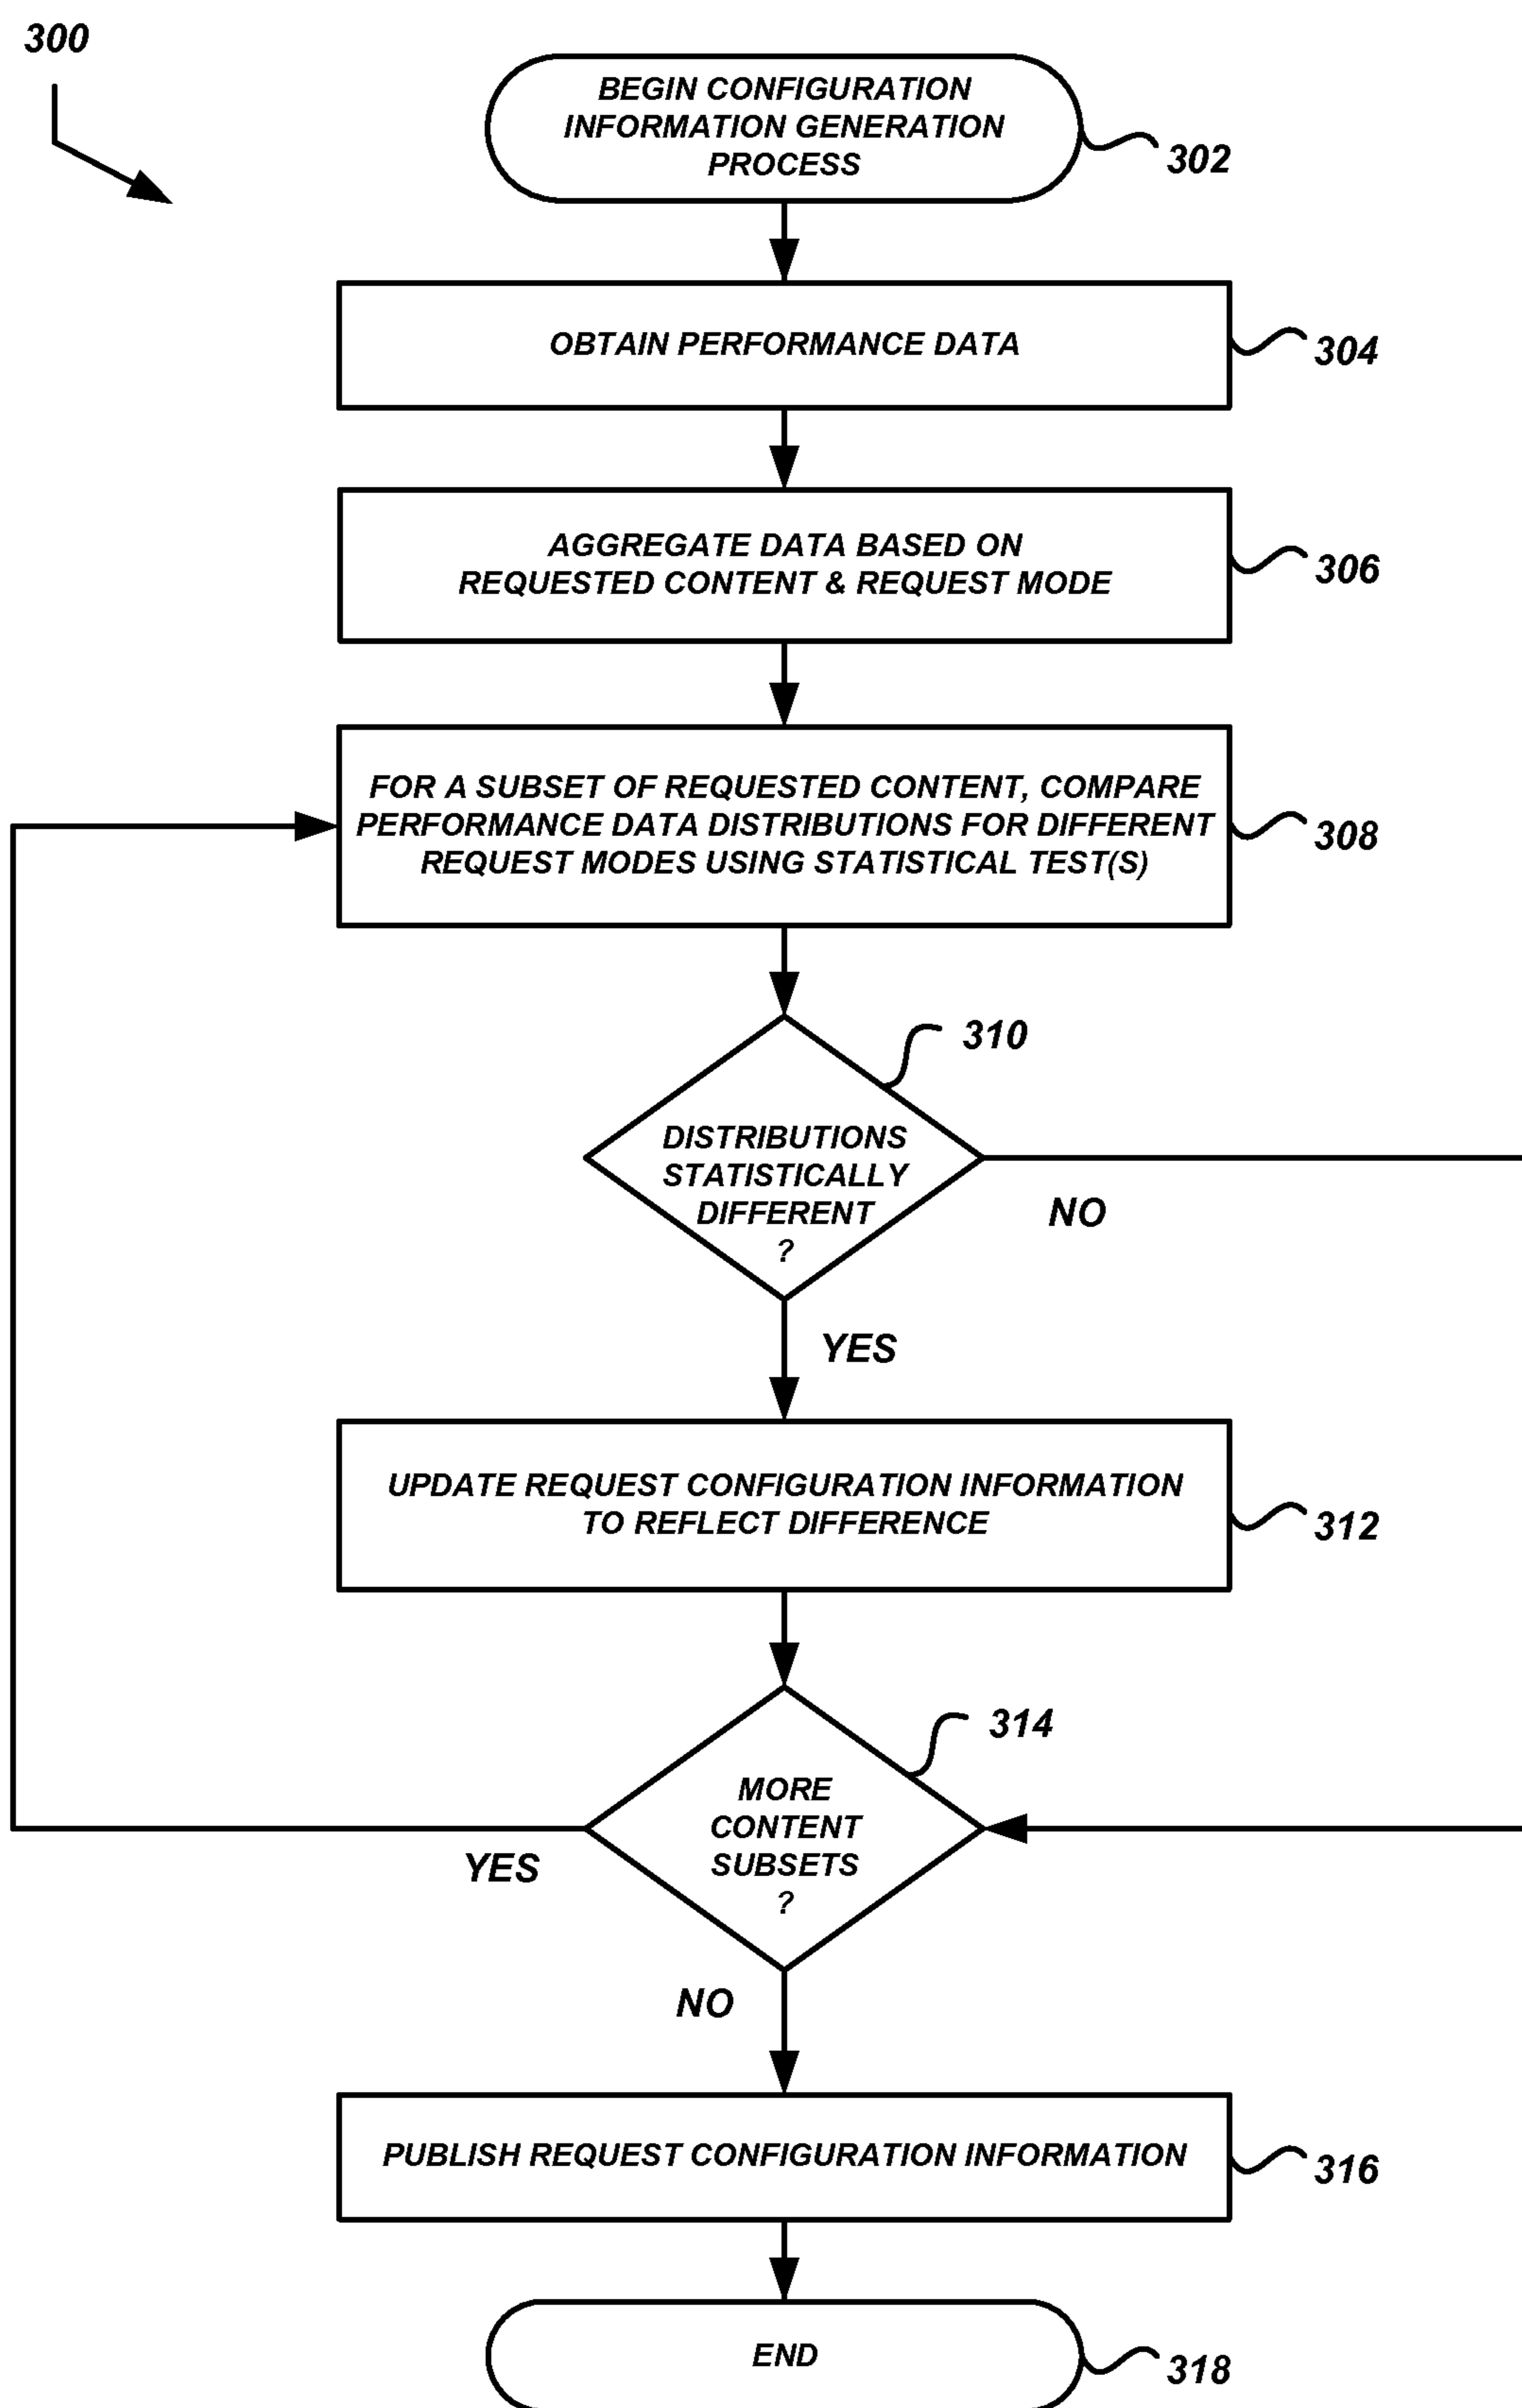 300
BEGIN CONFIGURATION
INFORMATION GENERATION
PROCESS
302
OBTAIN PERFORMANCE DATA
304
AGGREGATE DATA BASED ON
REQUESTED CONTENT & REQUEST MODE
306
FOR A SUBSET OF REQUESTED CONTENT, COMPARE
PERFORMANCE DATA DISTRIBUTIONS FOR DIFFERENT
REQUEST MODES USING STATISTICAL TEST(S)
308
310
DISTRIBUTIONS
STATISTICALLY
DIFFERENT
?
NO
YES
UPDATE REQUEST CONFIGURATION INFORMATION
TO REFLECT DIFFERENCE
312
314
MORE
CONTENT
SUBSETS
?
YES
NO
PUBLISH REQUEST CONFIGURATION INFORMATION
316
END
318